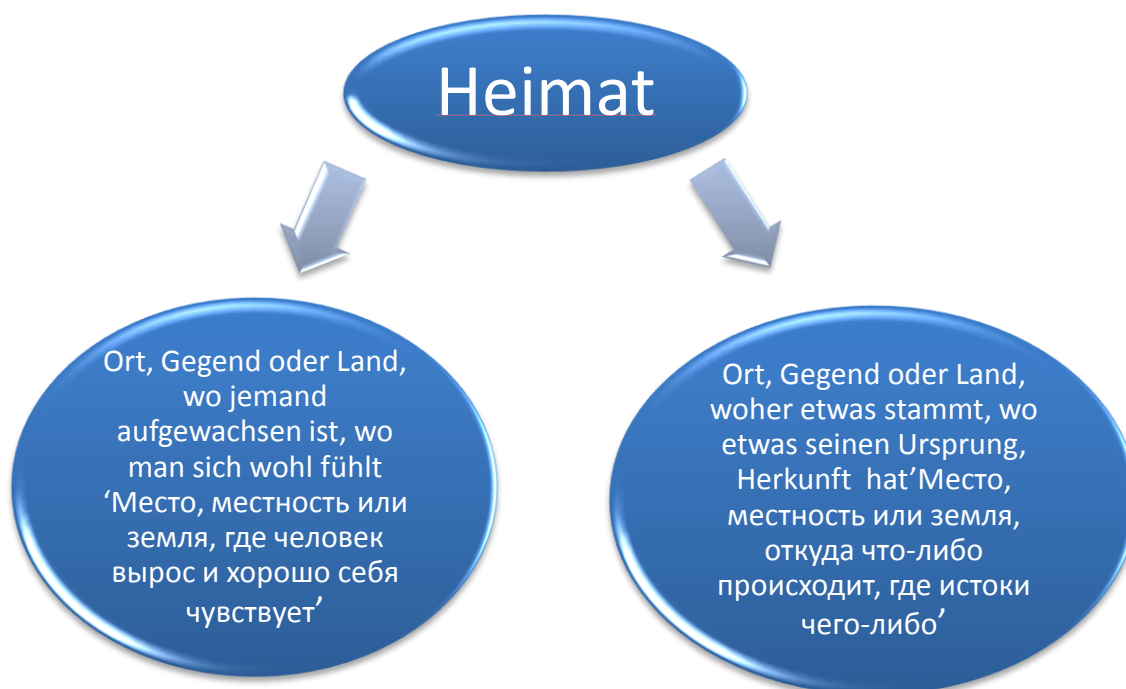 Heimat
Ort, Gegend oder Land,
wo jemand
aufgewachsen ist, wo
man sich wohl fühlt
‘Место, местность или
земля, где человек
вырос и хорошо себя
чувствует’
Ort, Gegend oder Land,
woher etwas stammt, wo
etwas seinen Ursprung,
Herkunft  hat’Место,
местность или земля,
откуда что-либо
происходит, где истоки
чего-либо’